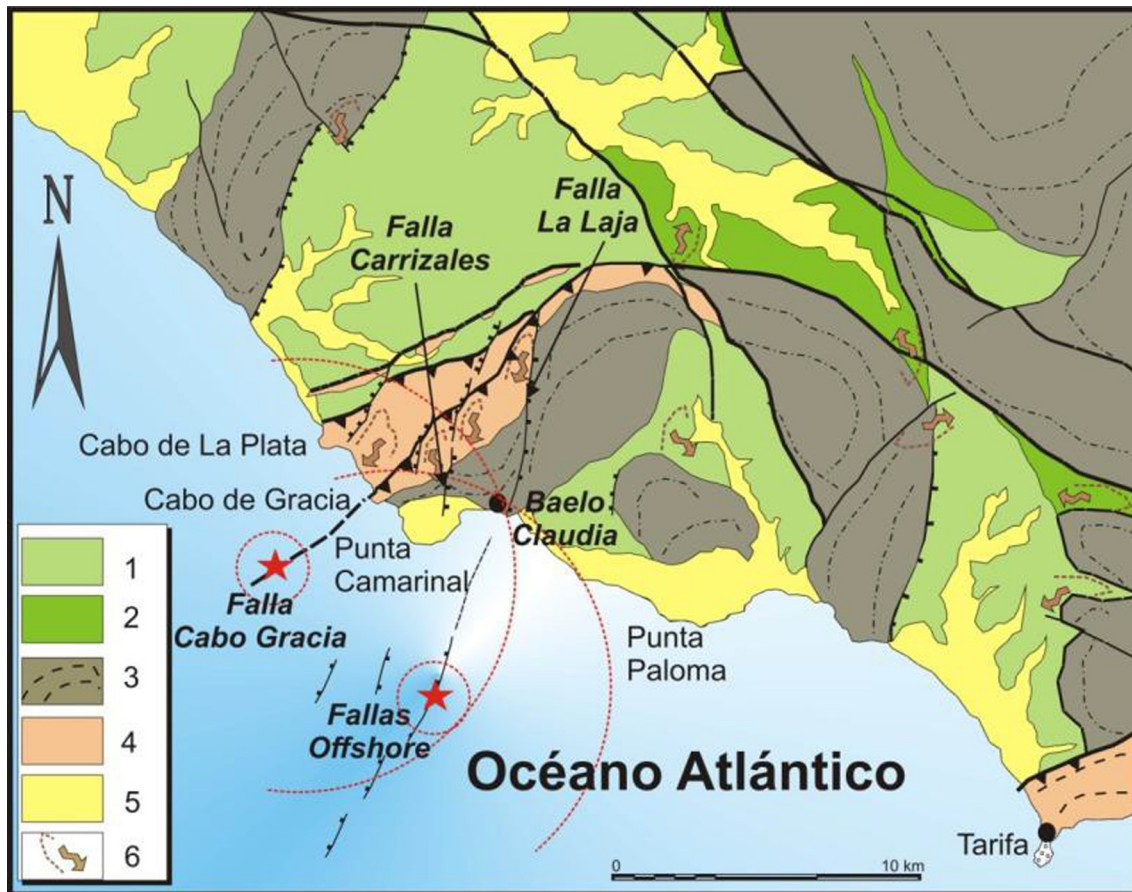 N
Falla
La Laja
Falla
Carrizales
Cabo de La Plata
Cabo de Gracia
Baelo
Claudia
Punta
Camarinal
Falla
Cabo Gracia
Punta
Paloma
Fallas
Offshore
Océano Atlántico
Tarifa
0
10 km
1
2
3
4
5
6